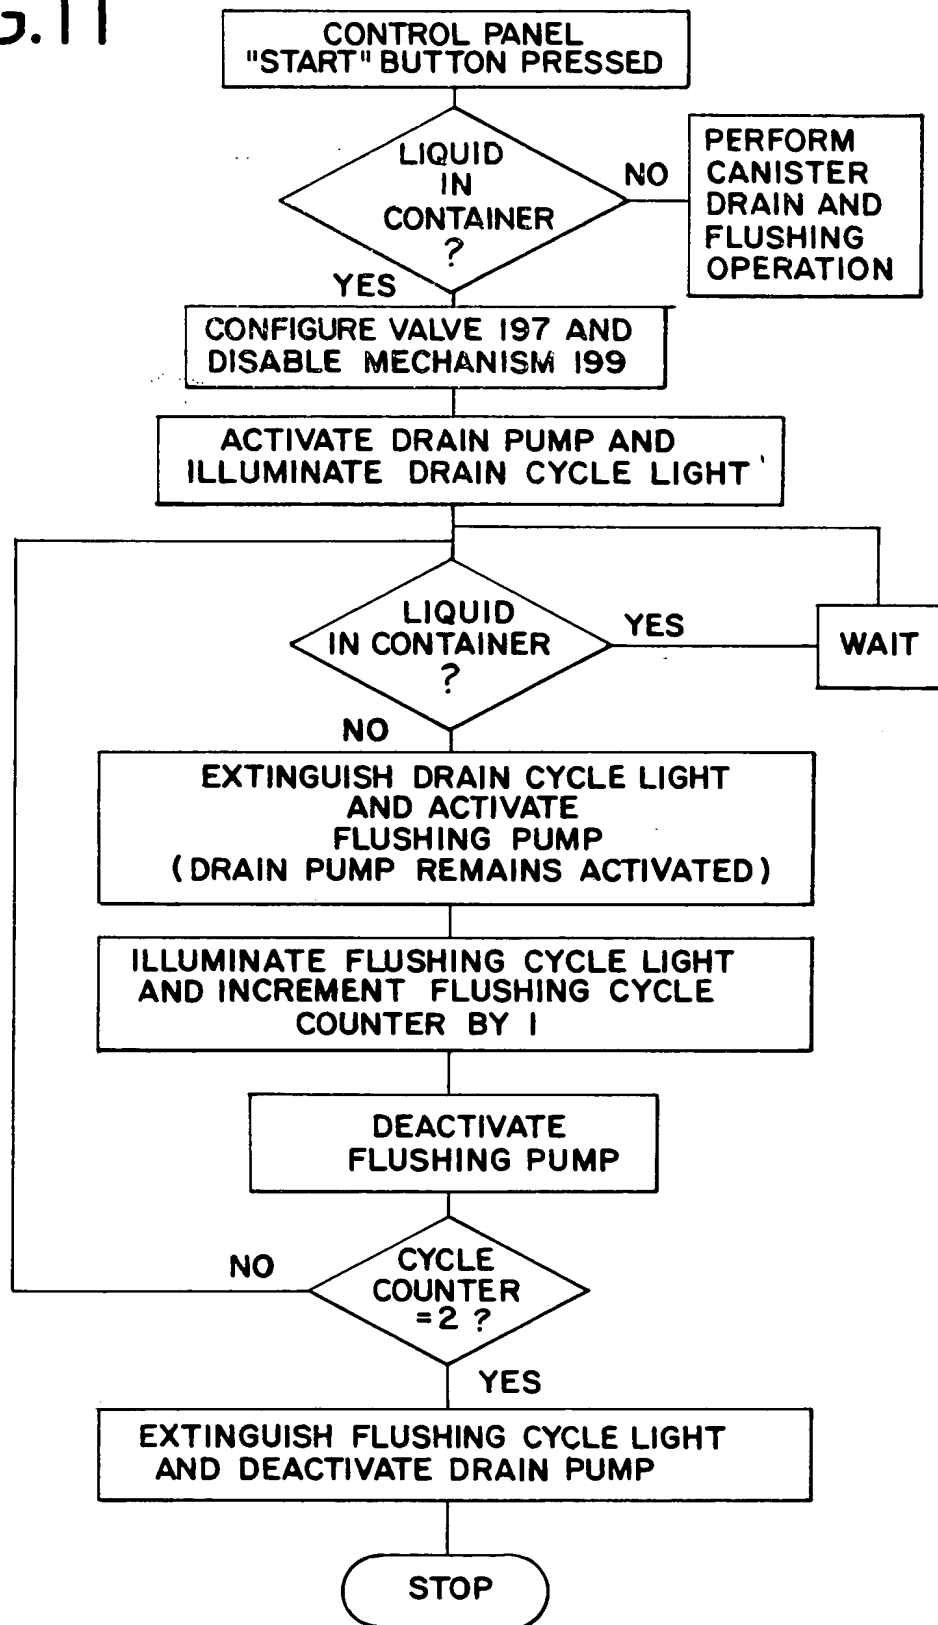 G.11
CONTROL PANEL
"START" BUTTON PRESSED
LIQUID
IN
CONTAINER
?
NO
PERFORM
CANISTER
DRAIN AND
FLUSHING
OPERATION
YES
CONFIGURE VALVE 197 AND
DISABLE MECHANISM 199
ACTIVATE DRAIN PUMP AND
ILLUMINATE DRAIN CYCLE LIGHT
LIQUID
IN CONTAINER
?
YES
WAIT
NO
EXTINGUISH DRAIN CYCLE LIGHT
AND ACTIVATE
FLUSHING PUMP
(DRAIN PUMP REMAINS ACTIVATED)
ILLUMINATE FLUSHING CYCLE LIGHT
AND INCREMENT FLUSHING CYCLE
COUNTER BY 1
DEACTIVATE
FLUSHING PUMP
NO
CYCLE
COUNTER
=2 ?
YES
EXTINGUISH FLUSHING CYCLE LIGHT
AND DEACTIVATE DRAIN PUMP
STOP